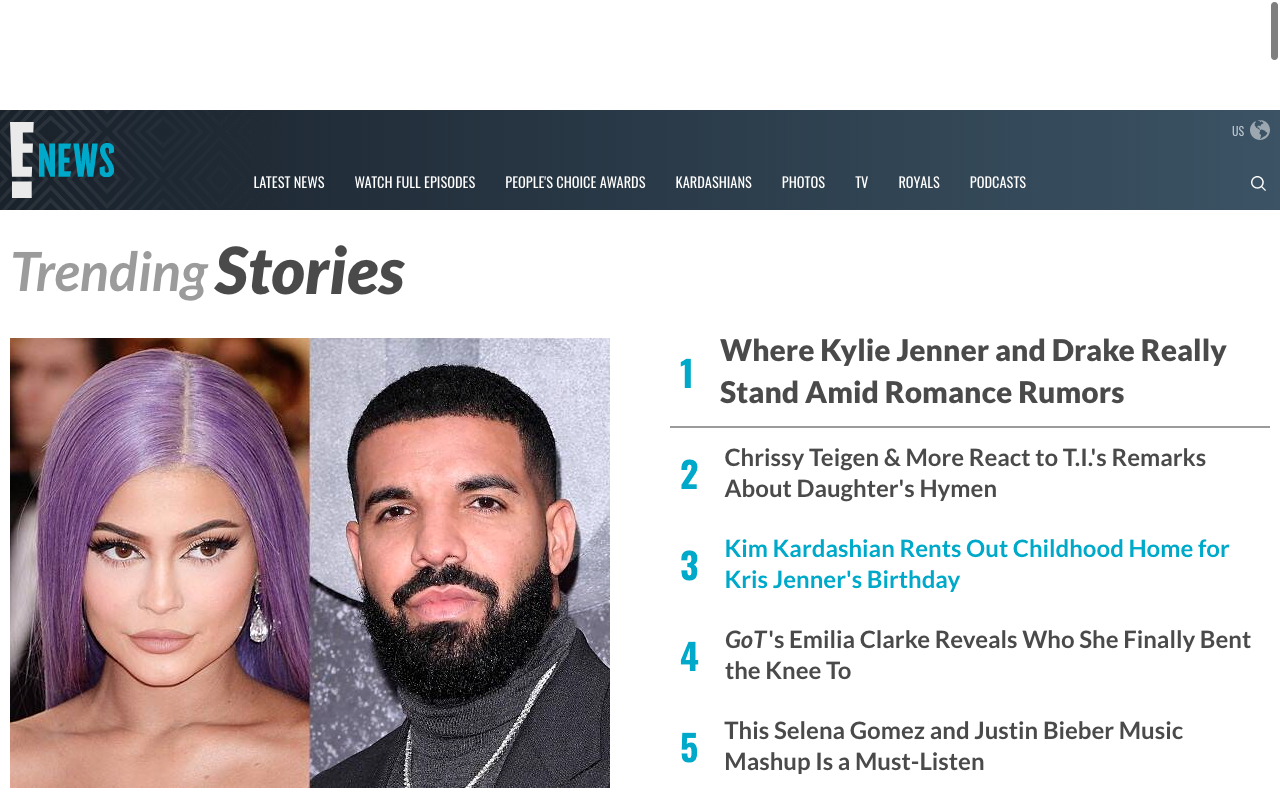 US
E NEWS
LATEST NEWS WATCH FULL EPISODES PEOPLE'S CHOICE AWARDS KARDASHIANS PHOTOS TV ROYALS PODCASTS
Trending Stories
1
Where Kylie Jenner and Drake Really
Stand Amid Romance Rumors
2
Chrissy Teigen & More React to T.I.'s Remarks
About Daughter's Hymen
3
Kim Kardashian Rents Out Childhood Home for
Kris Jenner's Birthday
4
GoT's Emilia Clarke Reveals Who She Finally Bent
the Knee To
5
This Selena Gomez and Justin Bieber Music
Mashup Is a Must-Listen